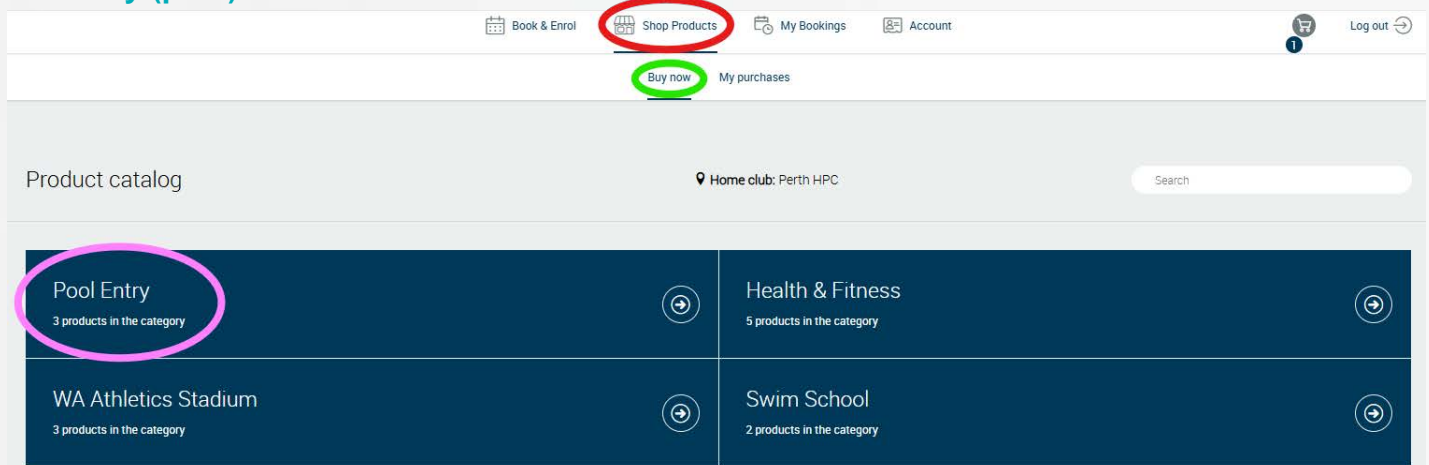 Book & Enrol Shop Products My Bookings Account Log out
1
Buy now My purchases
Product catalog Home club: Perth HPC Search
Pool Entry Health & Fitness
3 products in the category 5 products in the category
WA Athletics Stadium Swim School
3 products in the category 2 products in the category